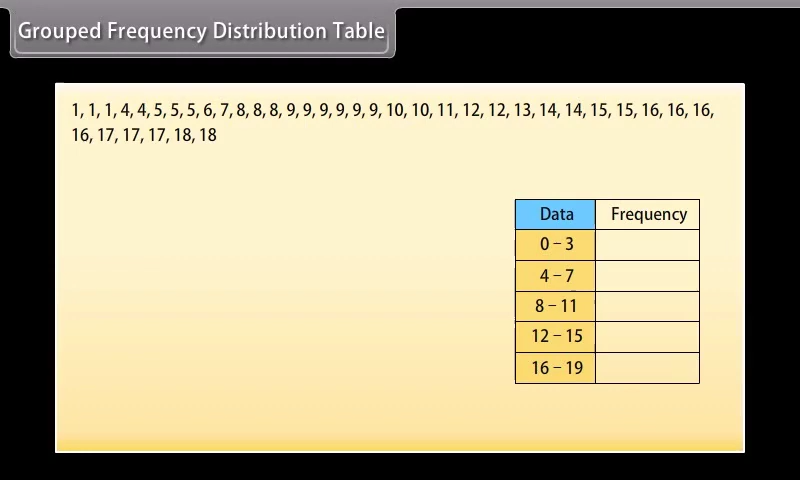 Grouped Frequency Distribution Table
1, 1, 1, 4, 4, 5, 5, 5, 6, 7, 8, 8, 8, 9, 9, 9, 9, 9, 9, 10, 10, 11, 12, 12, 13, 14, 14, 15, 15, 16, 16, 16,
16, 17, 17, 17, 18, 18
Data Frequency
0 – 3
4 – 7
8 – 11
12 – 15
16 – 19